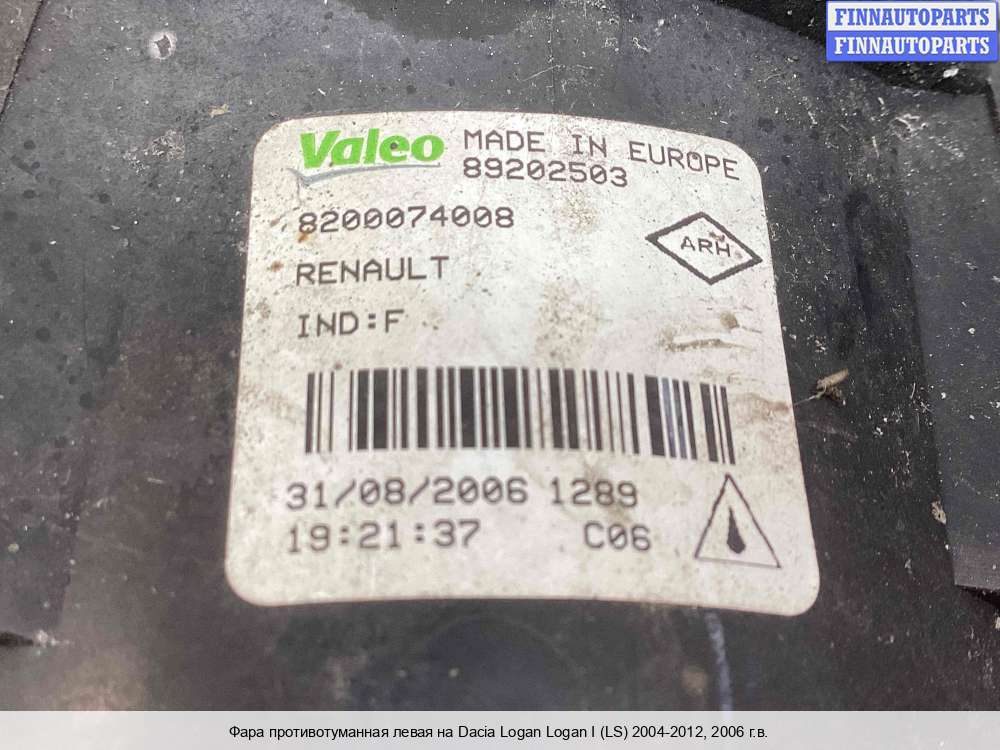 FINNAUTOPARTS
FINNAUTOPARTS
Valeo MADE IN EUROPE
89202503
8200074008
ARH
RENAULT
IND:F
31/08/2006 1289
19:21:37 C06
Фара противотуманная левая на Dacia Logan Logan I (LS) 2004-2012, 2006 г.в.